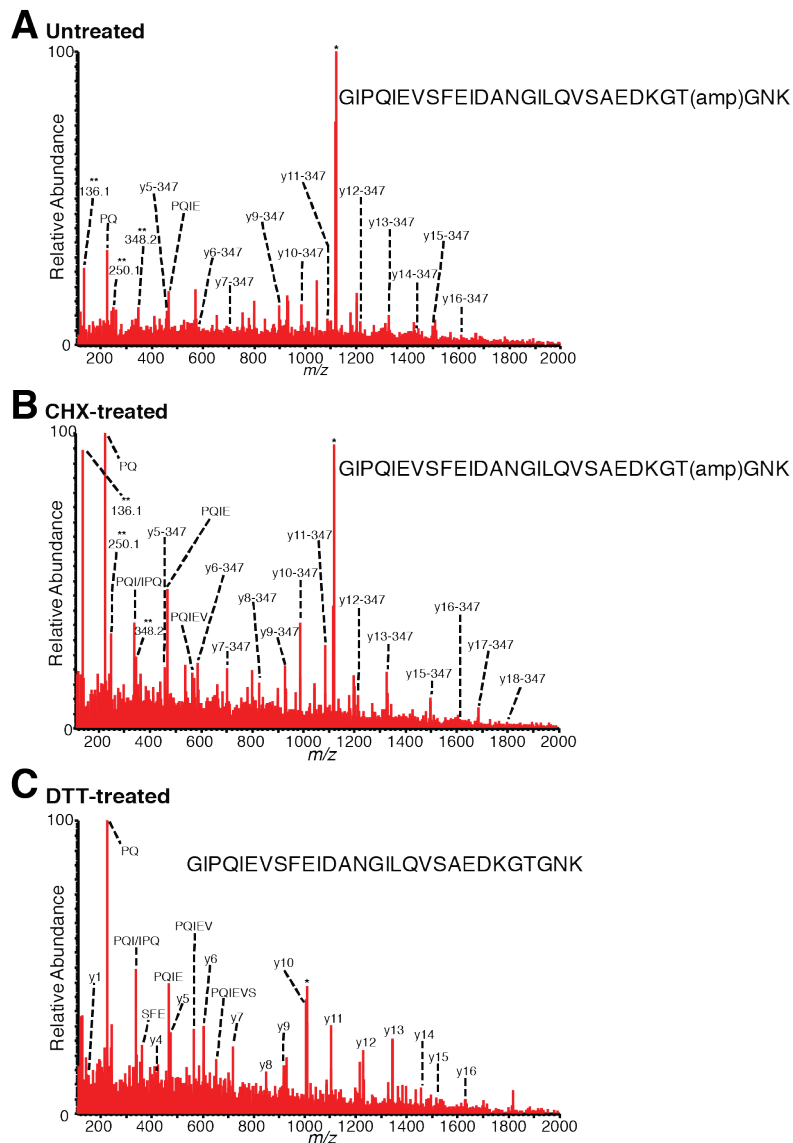 A Untreated
100
*
GIPQIEVSFEIDANGILQVSAEDKGT(amp)GNK
Relative Abundance
y11-347
**
136.1
y5-347
y12-347
PQIE
PQ
y9-347
y13-347
**
348.2
y15-347
y6-347
y10-347
**
250.1
y7-347
y14-347
y16-347
0
200 400 600 800 1000 1200 1400 1600 1800 2000
m/z
B CHX-treated
100
*
PQ
GIPQIEVSFEIDANGILQVSAEDKGT(amp)GNK
Relative Abundance
**
136.1
PQIE
**
250.1
y5-347
y11-347
y6-347
y10-347
PQI/IPQ
y8-347
y12-347
y16-347
PQIEV
**
348.2
y9-347
y13-347
y7-347
y17-347
y15-347
y18-347
0
200 400 600 800 1000 1200 1400 1600 1800 2000
m/z
C DTT-treated
100
PQ
GIPQIEVSFEIDANGILQVSAEDKGTGNK
Relative Abundance
PQIEV
PQI/IPQ
y6
y10
y1
PQIE
*
PQIEVS
y5
SFE
y7
y9
y11
y4
y13
y14
y12
y15
y8
y16
0
200 400 600 800 1000 1200 1400 1600 1800 2000
m/z